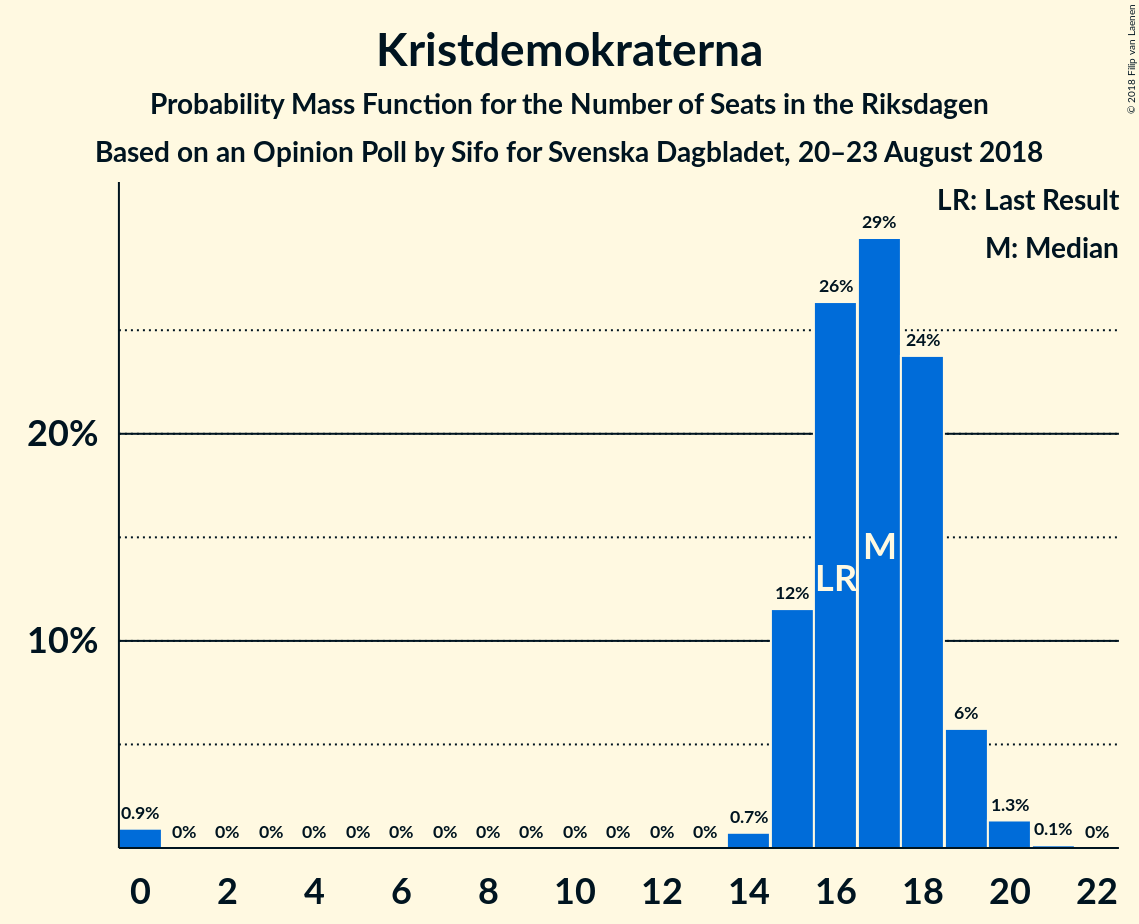 Kristdemokraterna
Probability Mass Function for the Number of Seats in the Riksdagen
Based on an Opinion Poll by Sifo for Svenska Dagbladet, 20–23 August 2018
© 2018 Filip van Laenen
LR: Last Result
M: Median
20%
10%
0.9% 0% 0% 0% 0% 0% 0% 0% 0% 0% 0% 0% 0% 0% 0.7% 12% 26% 29% 24% 6% 1.3% 0.1% 0%
LR M
0 2 4 6 8 10 12 14 16 18 20 22